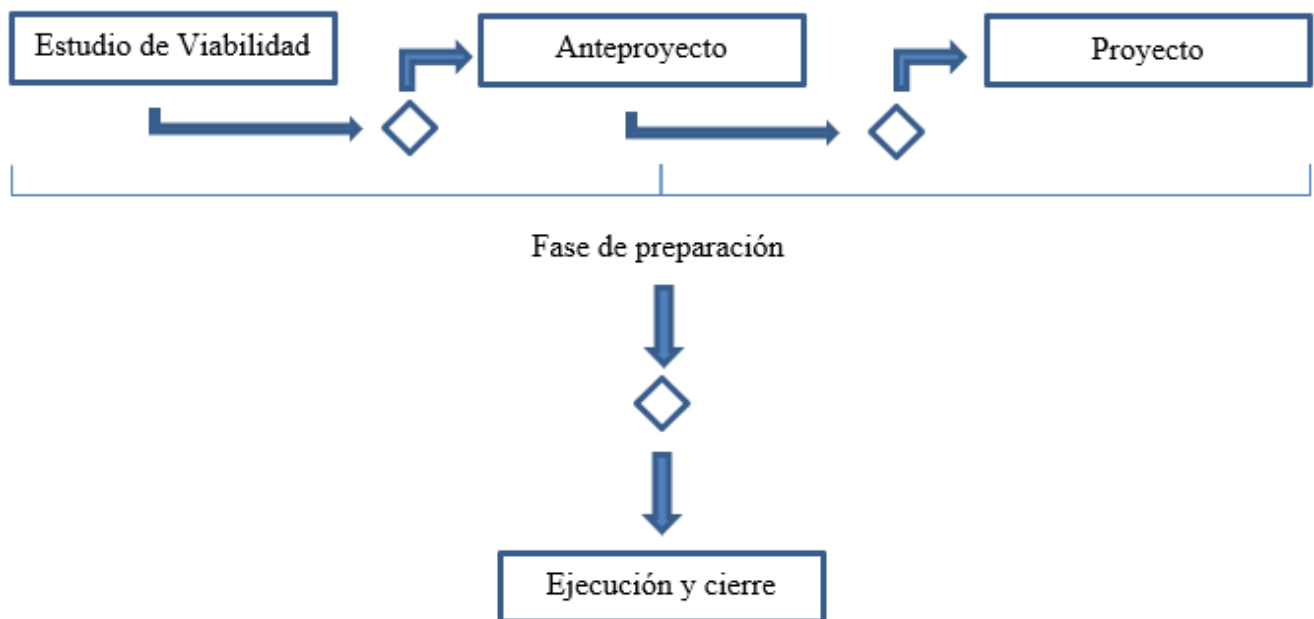 Estudio de Viabilidad
Anteproyecto
Proyecto
Fase de preparación
Ejecución y cierre